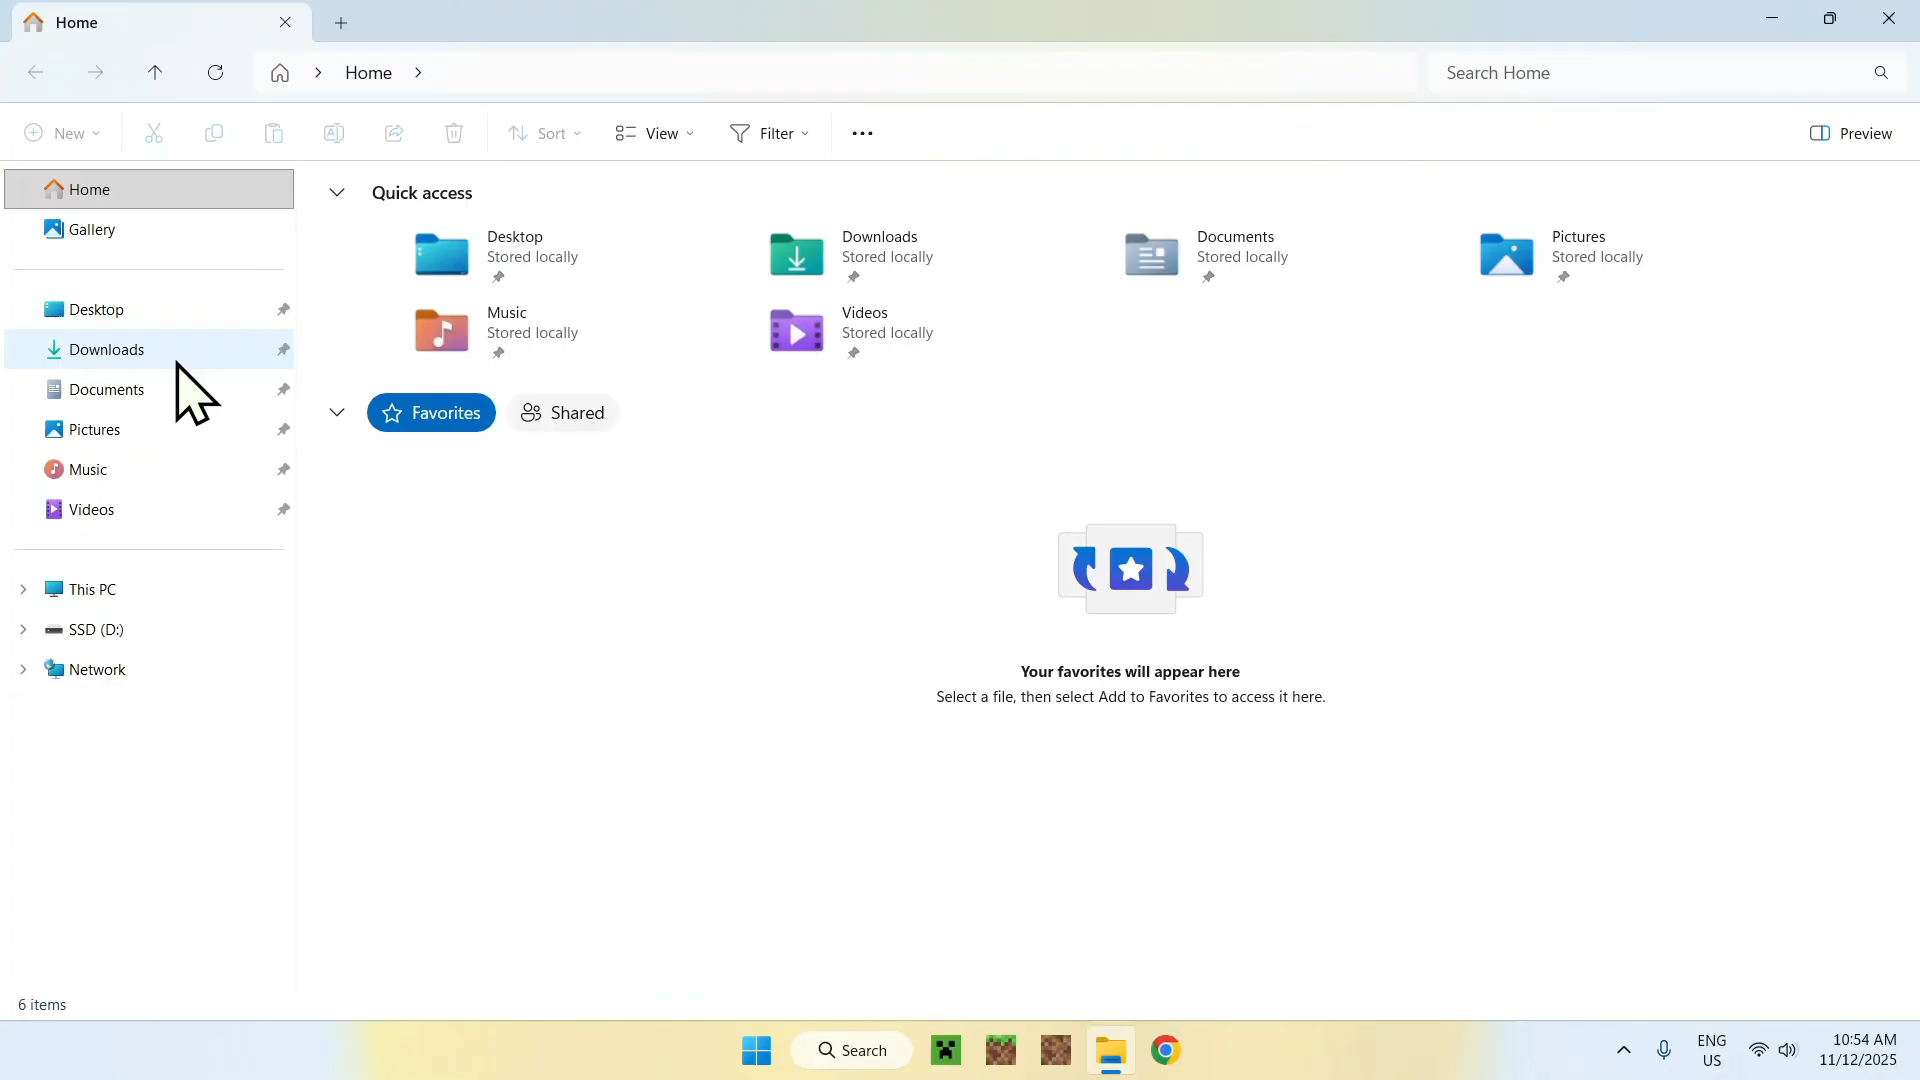 Home
Home
Search Home
New
Sort
View
Filter
Preview
Home
Gallery
Desktop
Downloads
Documents
Pictures
Music
Videos
This PC
SSD (D:)
Network
Quick access
Desktop
Stored locally
Downloads
Stored locally
Documents
Stored locally
Pictures
Stored locally
Music
Stored locally
Videos
Stored locally
Favorites
Shared
Your favorites will appear here
Select a file, then select Add to Favorites to access it here.
6 items
Search
ENG
US
10:54 AM
11/12/2025